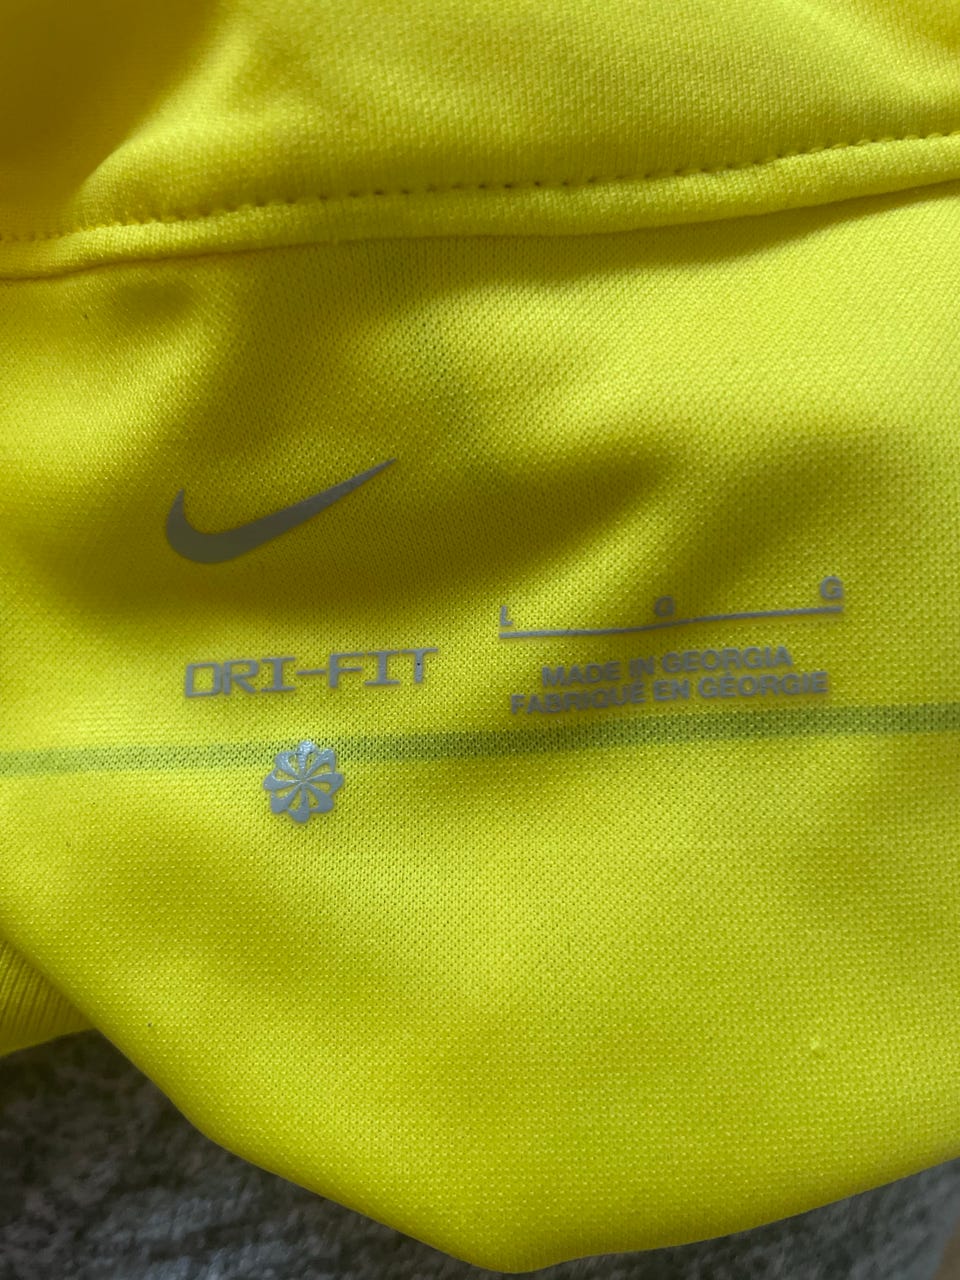 DRI-FIT
L G G
MADE IN GEORGIA
FABRIQUÉ EN GÉORGIE